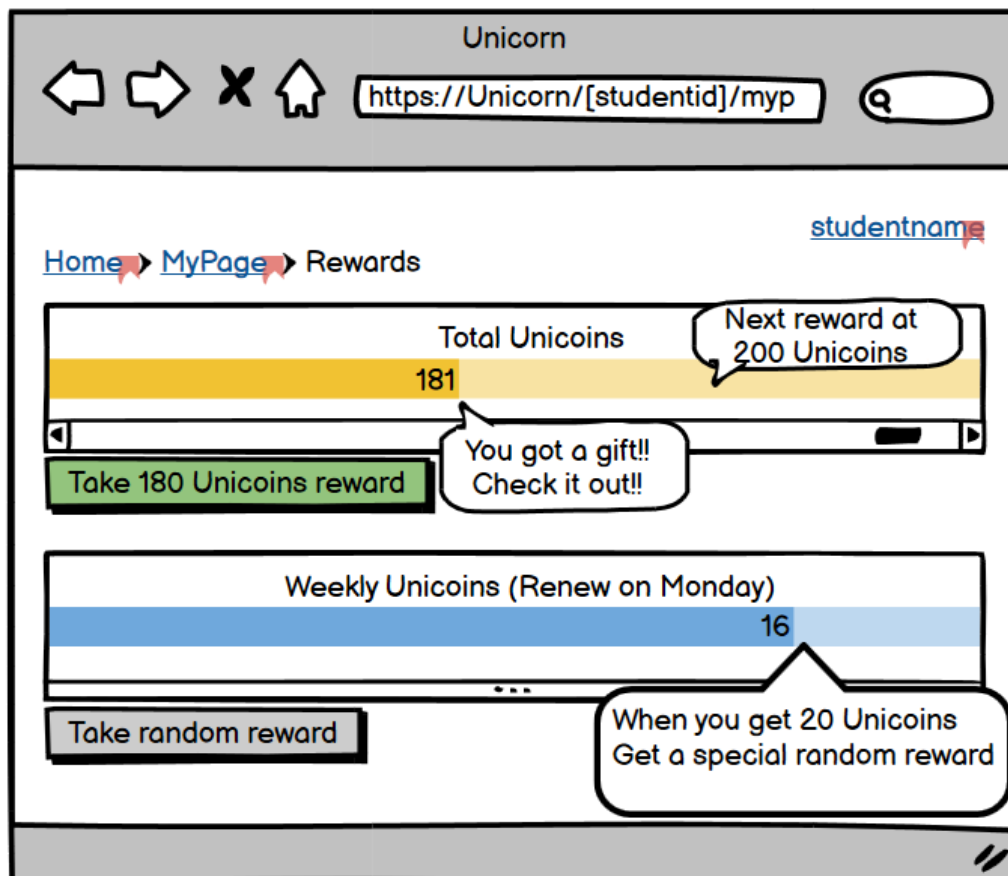 Unicorn
https://Unicorn/[studentid]/myp
studentname
Home MyPage Rewards
Total Unicoins
Next reward at
200 Unicoins
181
You got a gift!!
Check it out!!
Take 180 Unicoins reward
Weekly Unicoins (Renew on Monday)
16
When you get 20 Unicoins
Get a special random reward
Take random reward